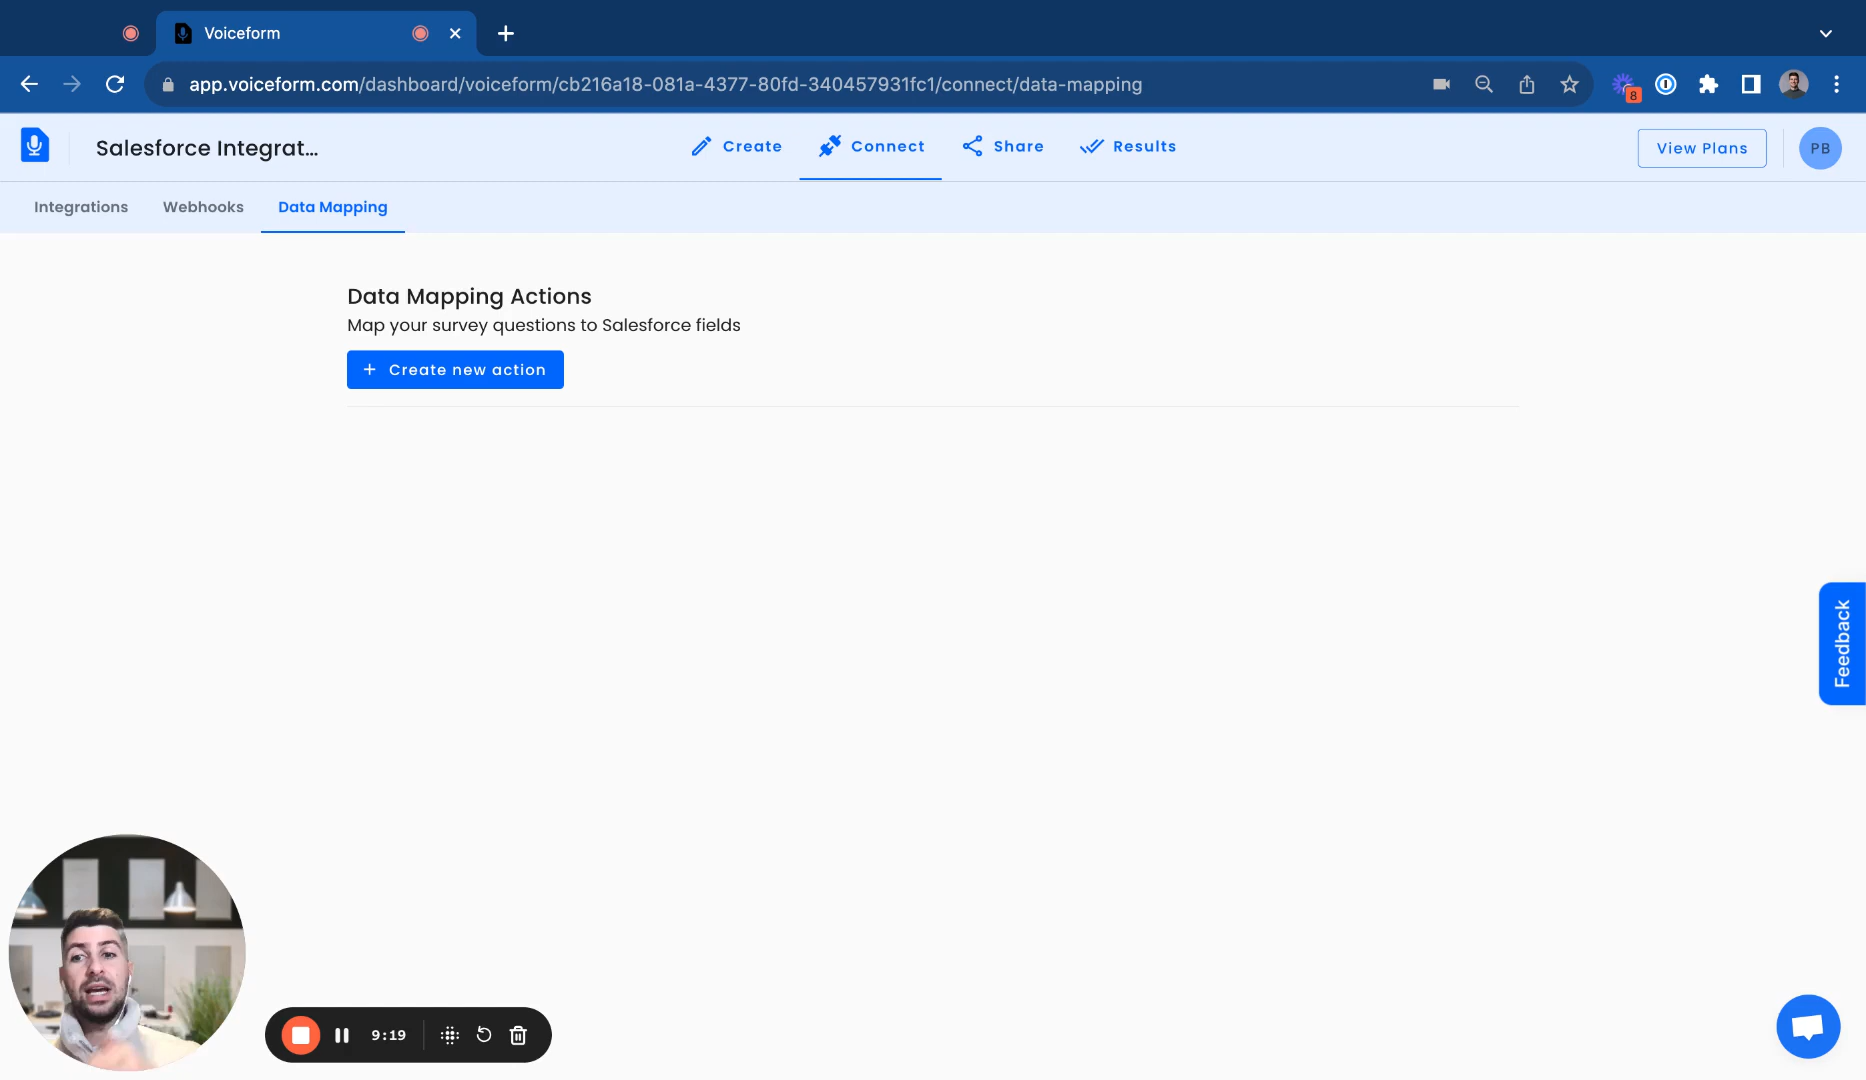 Voiceform
app.voiceform.com/dashboard/voiceform/cb216a18-081a-4377-80fd-340457931fc1/connect/data-mapping
8
Salesforce Integrat...
Create
Connect
Share
Results
View Plans
PB
Integrations
Webhooks
Data Mapping
Data Mapping Actions
Map your survey questions to Salesforce fields
+ Create new action
Feedback
9:19